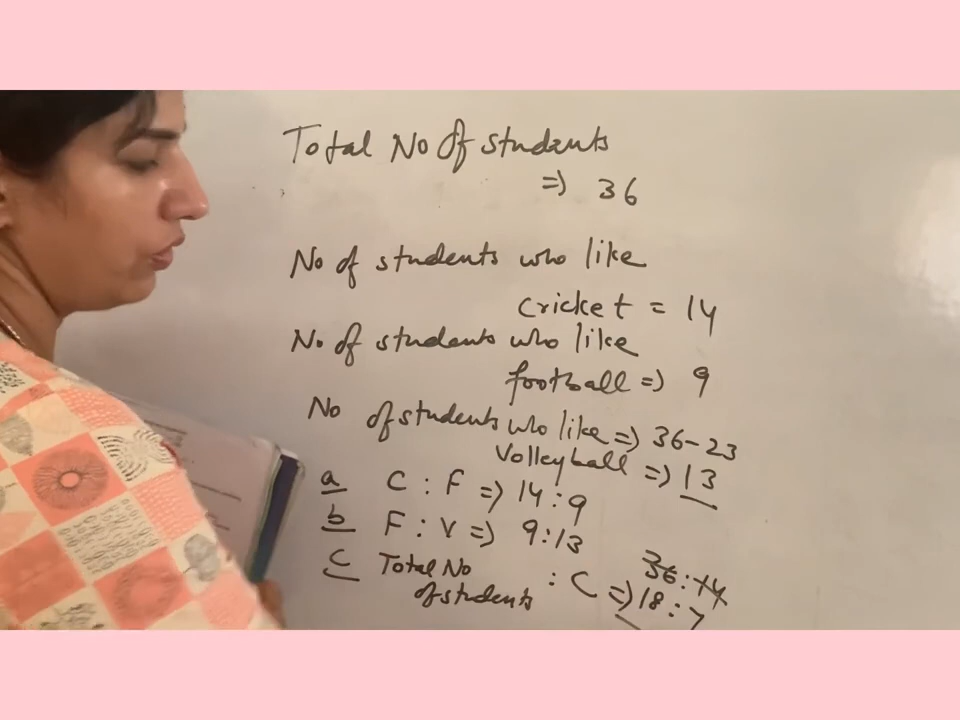 Total No Of students
=> 36
No of students who like
cricket = 14
No of students who like
football => 9
No of students who like => 36-23
Volleyball => 13
a C : F => 14:9
b F : V => 9:13
36:14
c Total No : C => 18:7
of students